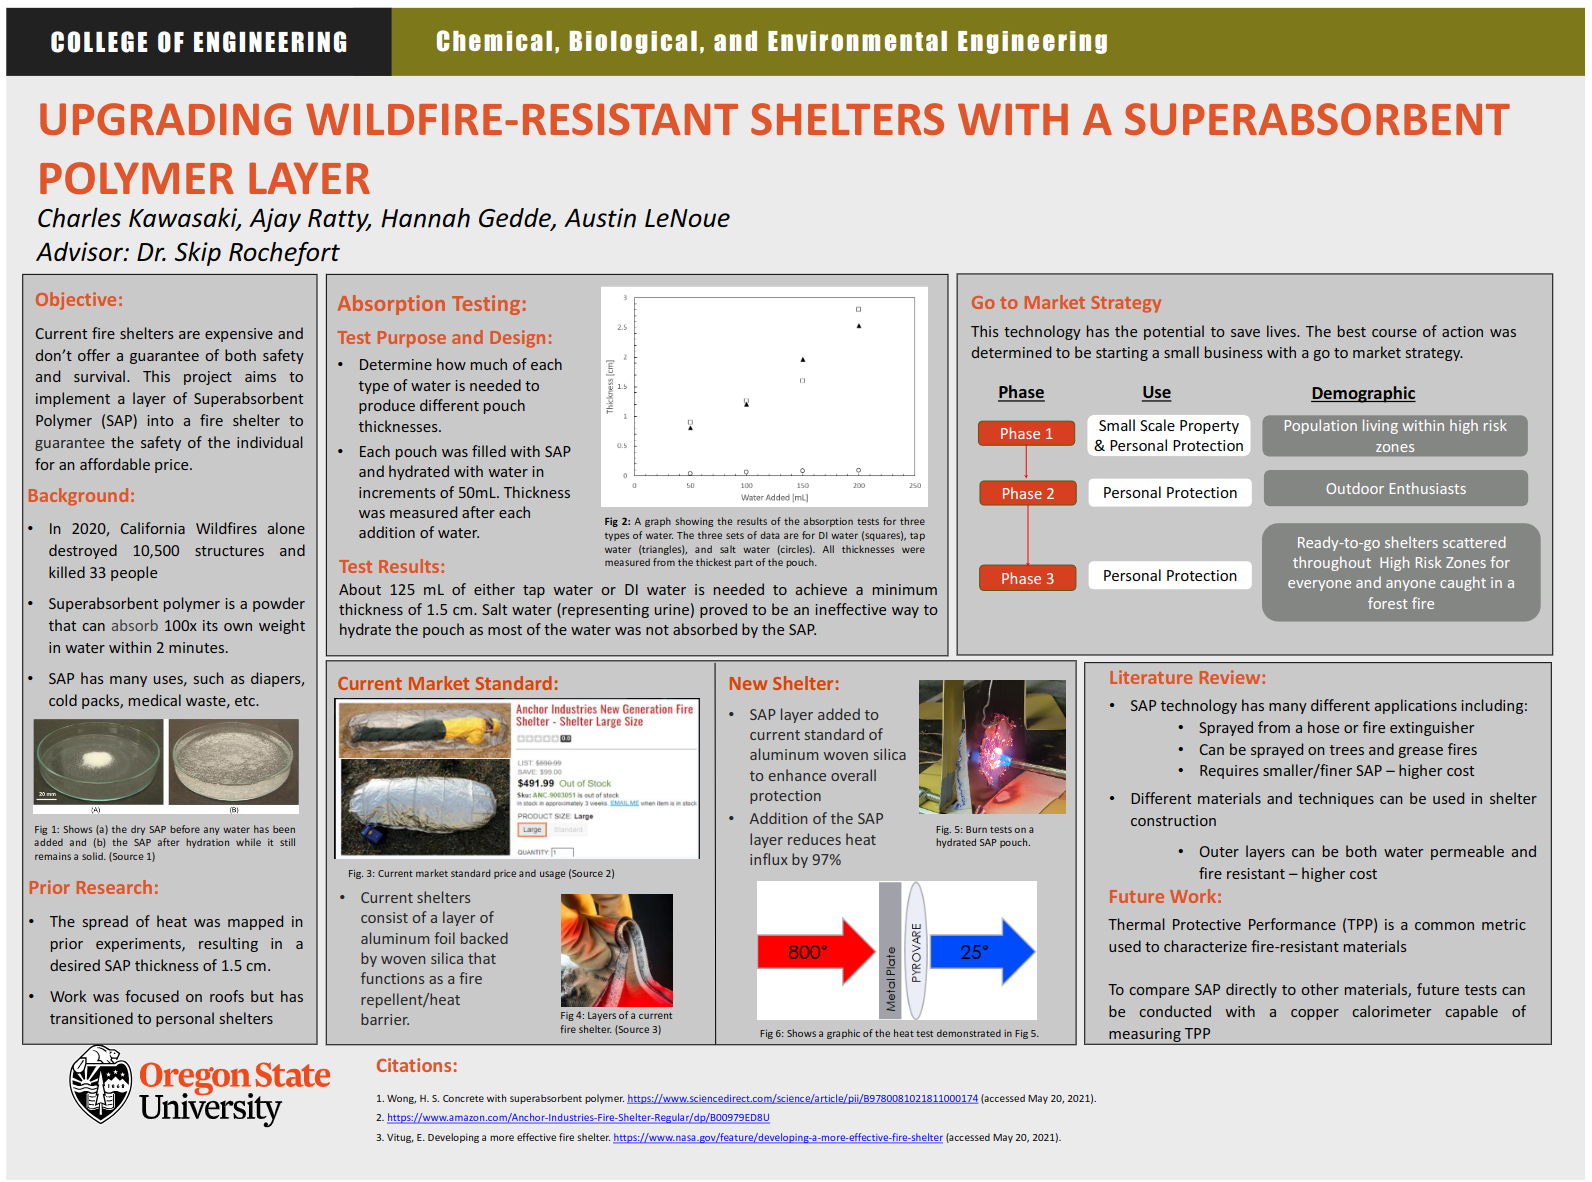 COLLEGE OF ENGINEERING
Chemical, Biological, and Environmental Engineering
UPGRADING WILDFIRE-RESISTANT SHELTERS WITH A SUPERABSORBENT
POLYMER LAYER
Charles Kawasaki, Ajay Ratty, Hannah Gedde, Austin LeNoue
Advisor: Dr. Skip Rochefort
Objective:
Current fire shelters are expensive and
don't offer a guarantee of both safety
and survival. This project aims to
implement a layer of Superabsorbent
Polymer (SAP) into a fire shelter to
guarantee the safety of the individual
for an affordable price.
Background:
• In 2020, California Wildfires alone
destroyed 10,500 structures and
killed 33 people
• Superabsorbent polymer is a powder
that can absorb 100x its own weight
in water within 2 minutes.
• SAP has many uses, such as diapers,
cold packs, medical waste, etc.
20 mm
(A)
(B)
Fig 1: Shows (a) the dry SAP before any water has been
added and (b) the SAP after hydration while it still
remains a solid. (Source 1)
Prior Research:
• The spread of heat was mapped in
prior experiments, resulting in a
desired SAP thickness of 1.5 cm.
• Work was focused on roofs but has
transitioned to personal shelters
Absorption Testing:
Test Purpose and Design:
• Determine how much of each
type of water is needed to
produce different pouch
thicknesses.
• Each pouch was filled with SAP
and hydrated with water in
increments of 50mL. Thickness
was measured after each
addition of water.
3
2.5
2
1.5
1
0.5
0
Thickness [cm]
0 50 100 150 200 250
Water Added [mL]
Fig 2: A graph showing the results of the absorption tests for three
types of water. The three sets of data are for DI water (squares), tap
water (triangles), and salt water (circles). All thicknesses were
measured from the thickest part of the pouch.
Test Results:
About 125 mL of either tap water or DI water is needed to achieve a minimum
thickness of 1.5 cm. Salt water (representing urine) proved to be an ineffective way to
hydrate the pouch as most of the water was not absorbed by the SAP.
Go to Market Strategy
This technology has the potential to save lives. The best course of action was
determined to be starting a small business with a go to market strategy.
Phase Use Demographic
Phase 1
Small Scale Property
& Personal Protection
Population living within high risk
zones
Phase 2
Personal Protection
Outdoor Enthusiasts
Phase 3
Personal Protection
Ready-to-go shelters scattered
throughout High Risk Zones for
everyone and anyone caught in a
forest fire
Current Market Standard:
Anchor Industries New Generation Fire
Shelter - Shelter Large Size
0.0
LIST: $590.99
SAVE: $99.00
$491.99 Out of Stock
Sku: ANC-9003051 is out of stock
in stock in approximately 3 weeks. EMAIL ME when item is in stock
PRODUCT SIZE: Large
Large Standard
QUANTITY: 1
Fig. 3: Current market standard price and usage (Source 2)
• Current shelters
consist of a layer of
aluminum foil backed
by woven silica that
functions as a fire
repellent/heat
barrier.
Fig 4: Layers of a current
fire shelter. (Source 3)
New Shelter:
• SAP layer added to
current standard of
aluminum woven silica
to enhance overall
protection
• Addition of the SAP
layer reduces heat
influx by 97%
Fig. 5: Burn tests on a
hydrated SAP pouch.
800°
Metal Plate
PYROVARE
25°
Fig 6: Shows a graphic of the heat test demonstrated in Fig 5.
Literature Review:
• SAP technology has many different applications including:
• Sprayed from a hose or fire extinguisher
• Can be sprayed on trees and grease fires
• Requires smaller/finer SAP – higher cost
• Different materials and techniques can be used in shelter
construction
• Outer layers can be both water permeable and
fire resistant – higher cost
Future Work:
Thermal Protective Performance (TPP) is a common metric
used to characterize fire-resistant materials
To compare SAP directly to other materials, future tests can
be conducted with a copper calorimeter capable of
measuring TPP
Oregon State
University
Citations:
1. Wong, H. S. Concrete with superabsorbent polymer. https://www.sciencedirect.com/science/article/pii/B9780081021811000174 (accessed May 20, 2021).
2. https://www.amazon.com/Anchor-Industries-Fire-Shelter-Regular/dp/B00979ED8U
3. Vitug, E. Developing a more effective fire shelter. https://www.nasa.gov/feature/developing-a-more-effective-fire-shelter (accessed May 20, 2021).